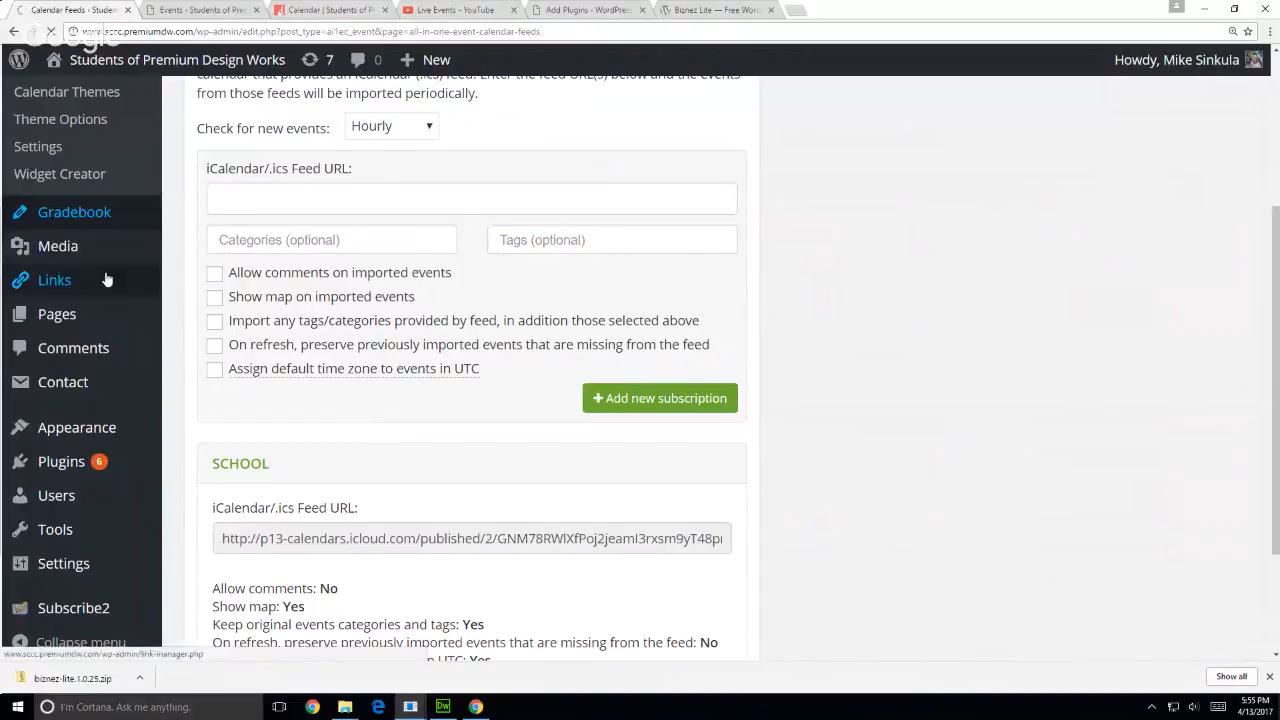 Calendar Feeds ‹ Student
Events ‹ Students of Pre
Calendar | Students of P
Live Events - YouTube
Add Plugins ‹ WordPress
Biznez Lite — Free Word
www.sccc.premiumdw.com/wp-admin/edit.php?post_type=ai1ec_event&page=all-in-one-event-calendar-feeds
Google
Students of Premium Design Works
7
0
New
Howdy, Mike Sinkula
Calendar Themes
Theme Options
Settings
Widget Creator
Gradebook
Media
Links
Pages
Comments
Contact
Appearance
Plugins 6
Users
Tools
Settings
Subscribe2
Collapse menu
calendar that provides an iCalendar (.ics) feed. Enter the feed URL(s) below and the events
from those feeds will be imported periodically.
Check for new events: Hourly
iCalendar/.ics Feed URL:
Categories (optional)
Tags (optional)
Allow comments on imported events
Show map on imported events
Import any tags/categories provided by feed, in addition those selected above
On refresh, preserve previously imported events that are missing from the feed
Assign default time zone to events in UTC
Add new subscription
SCHOOL
iCalendar/.ics Feed URL:
http://p13-calendars.icloud.com/published/2/GNM78RWlXfPoj2jeamI3rxsm9yT48p
Allow comments: No
Show map: Yes
Keep original events categories and tags: Yes
On refresh, preserve previously imported events that are missing from the feed: No
n UTC: Yes
www.sccc.premiumdw.com/wp-admin/link-manager.php
biznez-lite.1.0.25.zip
Show all
I'm Cortana. Ask me anything.
Dw
5:55 PM
4/13/2017